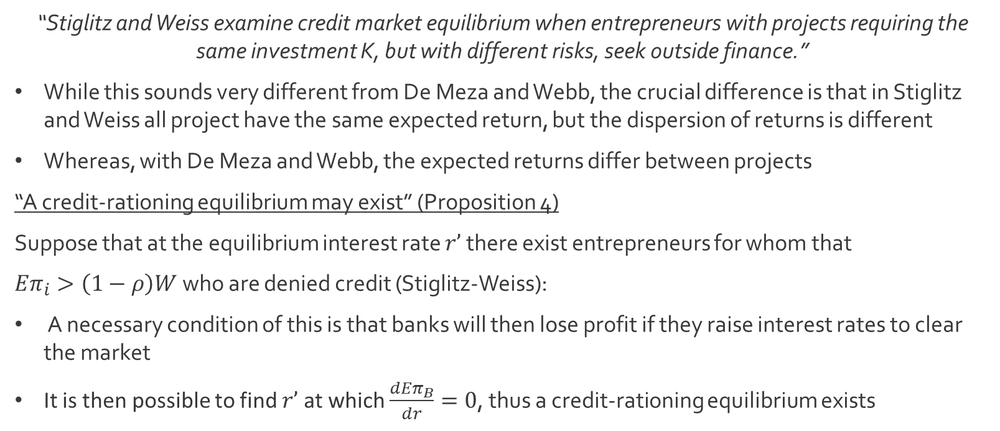 “Stiglitz and Weiss examine credit market equilibrium when entrepreneurs with projects requiring the
same investment K, but with different risks, seek outside finance.”
• While this sounds very different from De Meza and Webb, the crucial difference is that in Stiglitz
and Weiss all project have the same expected return, but the dispersion of returns is different
• Whereas, with De Meza and Webb, the expected returns differ between projects
“A credit-rationing equilibrium may exist” (Proposition 4)
Suppose that at the equilibrium interest rate r’ there exist entrepreneurs for whom that
Eπ_i > (1 − ρ)W who are denied credit (Stiglitz-Weiss):
• A necessary condition of this is that banks will then lose profit if they raise interest rates to clear
the market
• It is then possible to find r’ at which dEπ_B/dr = 0, thus a credit-rationing equilibrium exists